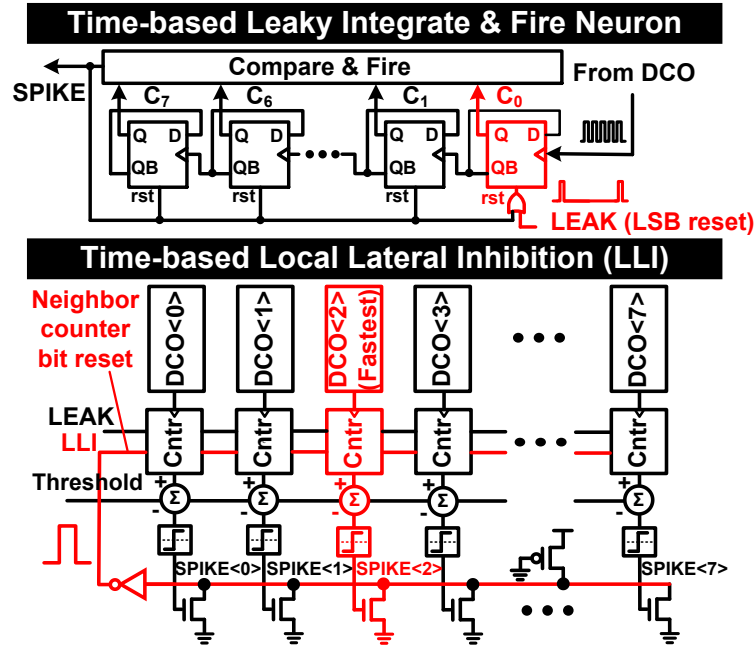 Time-based Leaky Integrate & Fire Neuron
Compare & Fire
From DCO
SPIKE
C7
C6
C1
C0
Q D
QB
rst
Q D
QB
rst
Q D
QB
rst
Q D
QB
rst
LEAK (LSB reset)
Time-based Local Lateral Inhibition (LLI)
Neighbor
counter
bit reset
DCO<0>
DCO<1>
DCO<2>
(Fastest)
DCO<3>
DCO<7>
LEAK
LLI
Cntr
Cntr
Cntr
Cntr
Cntr
Threshold
+ Σ -
+ Σ -
+ Σ -
+ Σ -
+ Σ -
SPIKE<0>
SPIKE<1>
SPIKE<2>
SPIKE<7>